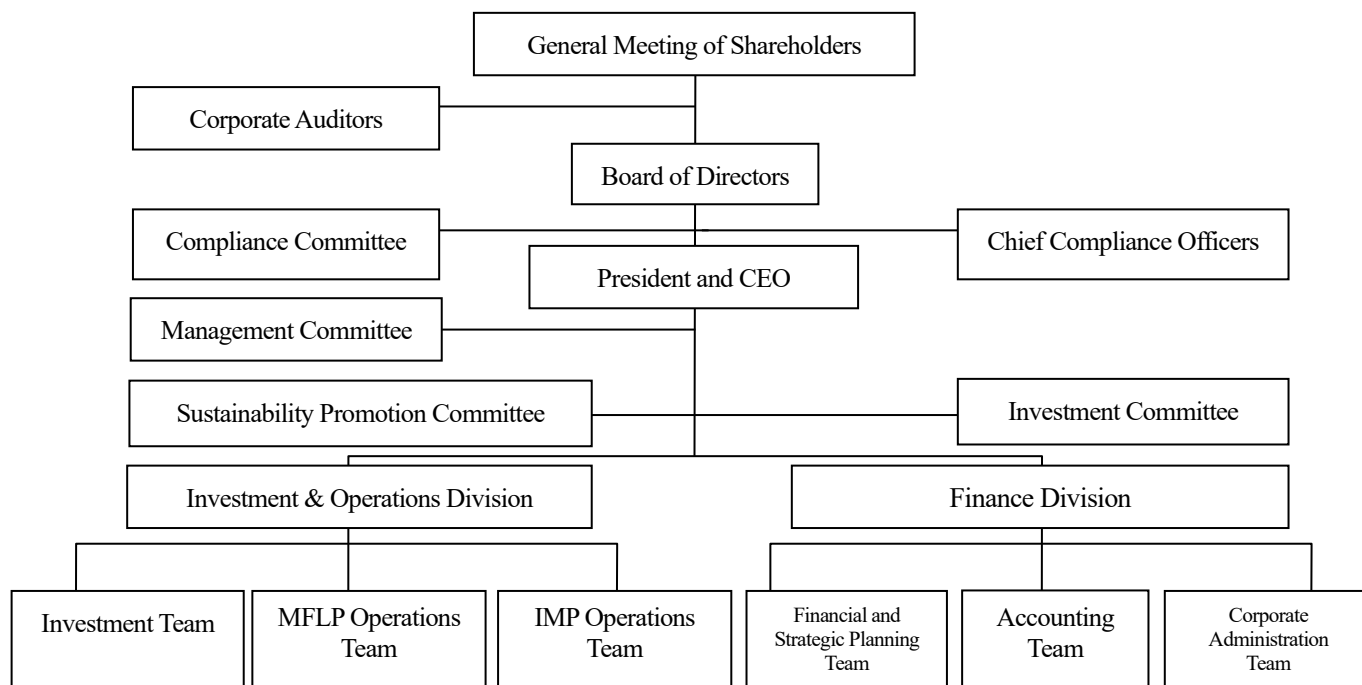 General Meeting of Shareholders
Corporate Auditors
Board of Directors
Compliance Committee
Chief Compliance Officers
President and CEO
Management Committee
Sustainability Promotion Committee
Investment Committee
Investment & Operations Division
Finance Division
Investment Team
MFLP Operations
Team
IMP Operations
Team
Financial and
Strategic Planning
Team
Accounting
Team
Corporate
Administration
Team